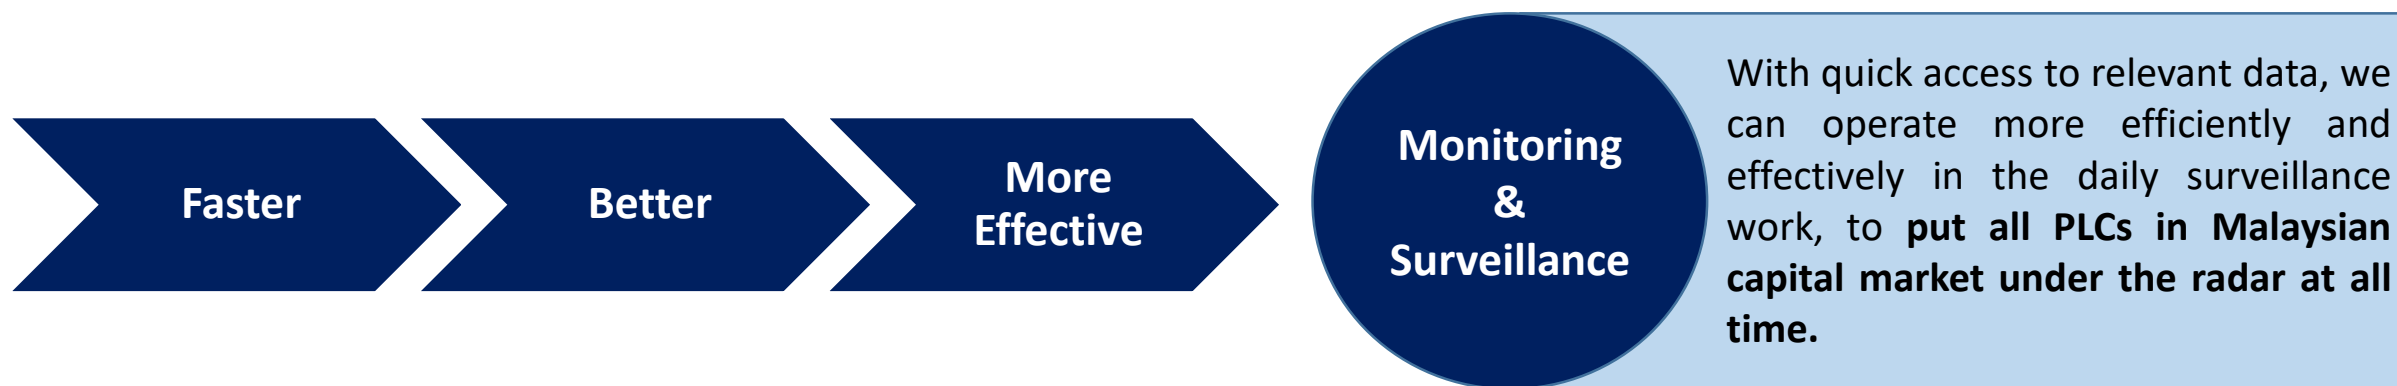 Faster
Better
More
Effective
Monitoring
&
Surveillance
With quick access to relevant data, we
can operate more efficiently and
effectively in the daily surveillance
work, to put all PLCs in Malaysian
capital market under the radar at all
time.